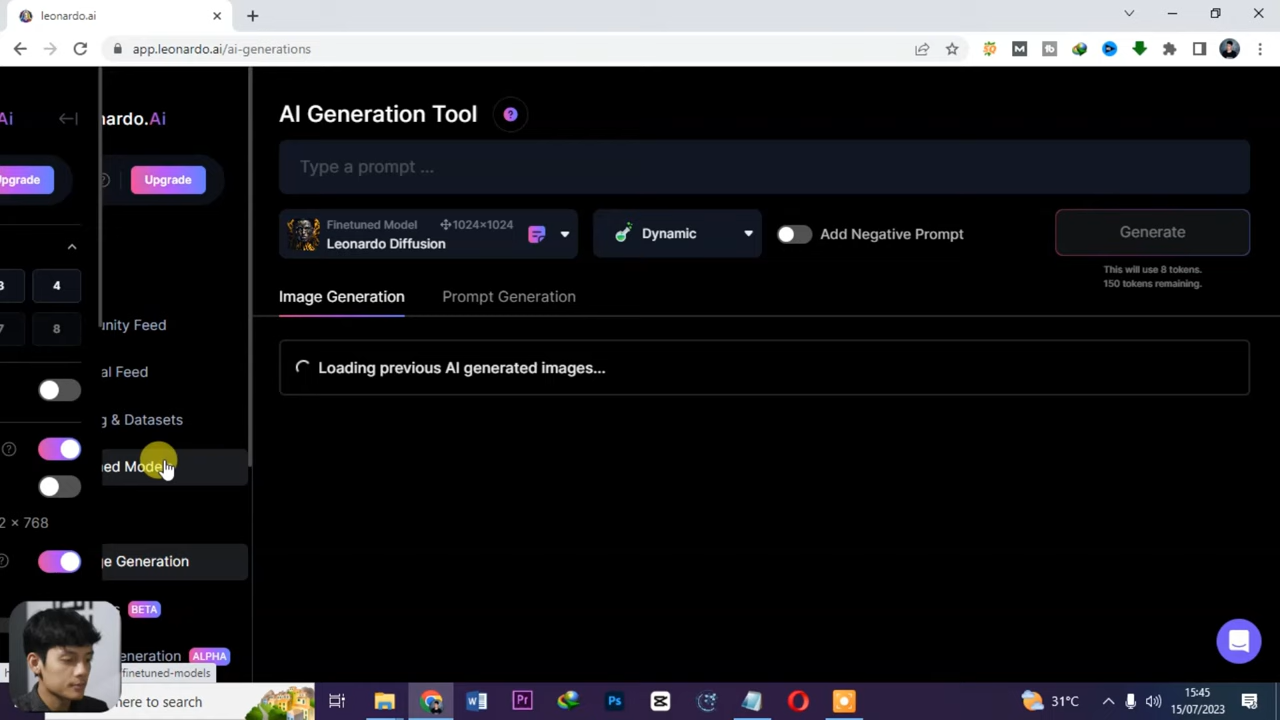 leonardo.ai
app.leonardo.ai/ai-generations
Ai
nardo.Ai
Upgrade
Upgrade
AI Generation Tool
?
Type a prompt ...
Finetuned Model
1024×1024
Leonardo Diffusion
Dynamic
Add Negative Prompt
Generate
This will use 8 tokens.
150 tokens remaining.
Image Generation
Prompt Generation
Loading previous AI generated images...
3
4
7
8
unity Feed
al Feed
g & Datasets
ned Models
2 × 768
ge Generation
BETA
eneration
ALPHA
finetuned-models
here to search
31°C
15:45
15/07/2023